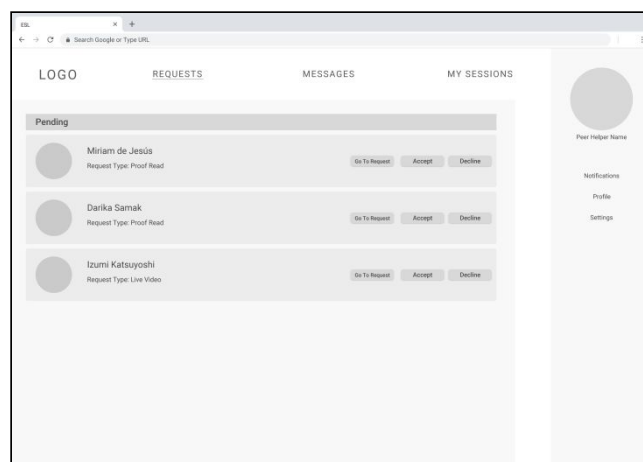 ESL
Search Google or Type URL
LOGO
REQUESTS
MESSAGES
MY SESSIONS
Pending
Miriam de Jesús
Request Type: Proof Read
Go To Request
Accept
Decline
Darika Samak
Request Type: Proof Read
Go To Request
Accept
Decline
Izumi Katsuyoshi
Request Type: Live Video
Go To Request
Accept
Decline
Peer Helper Name
Notifications
Profile
Settings